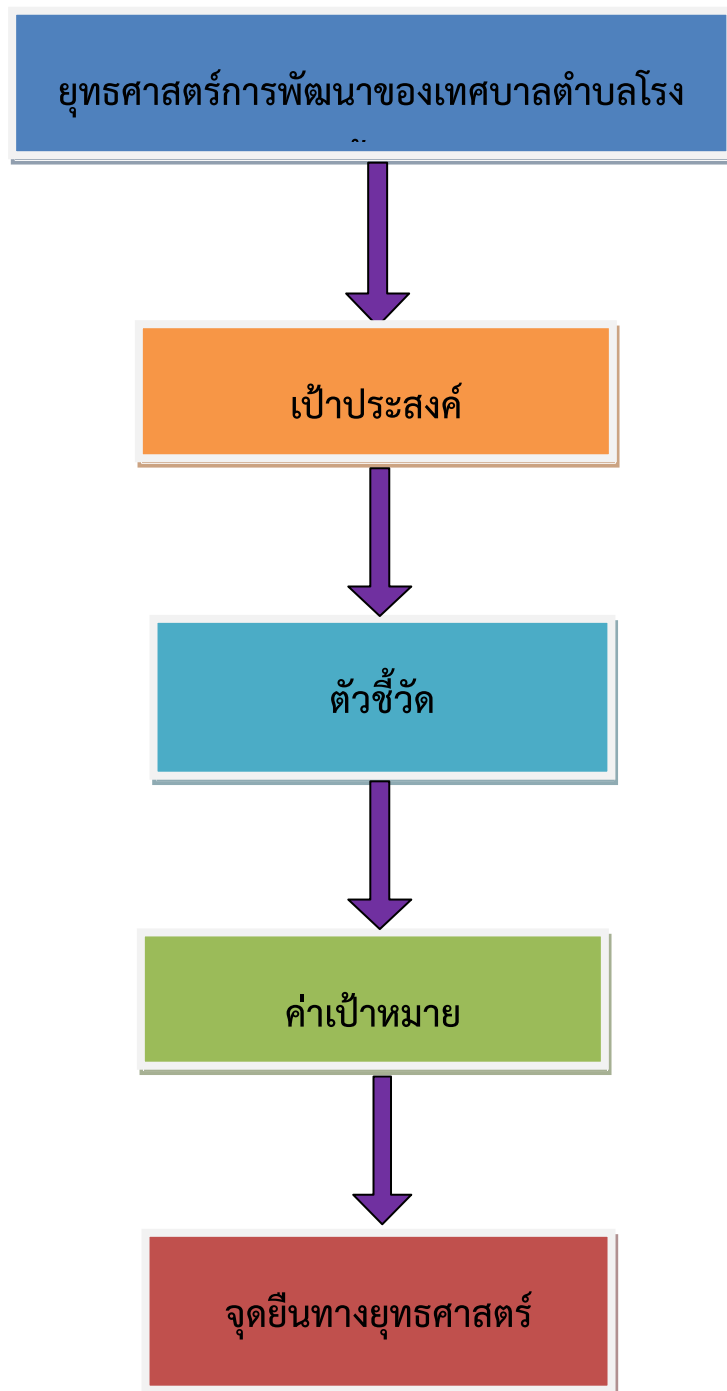 ยุทธศาสตร์การพัฒนาของเทศบาลตำบลโรง
เป้าประสงค์
ตัวชี้วัด
ค่าเป้าหมาย
จุดยืนทางยุทธศาสตร์